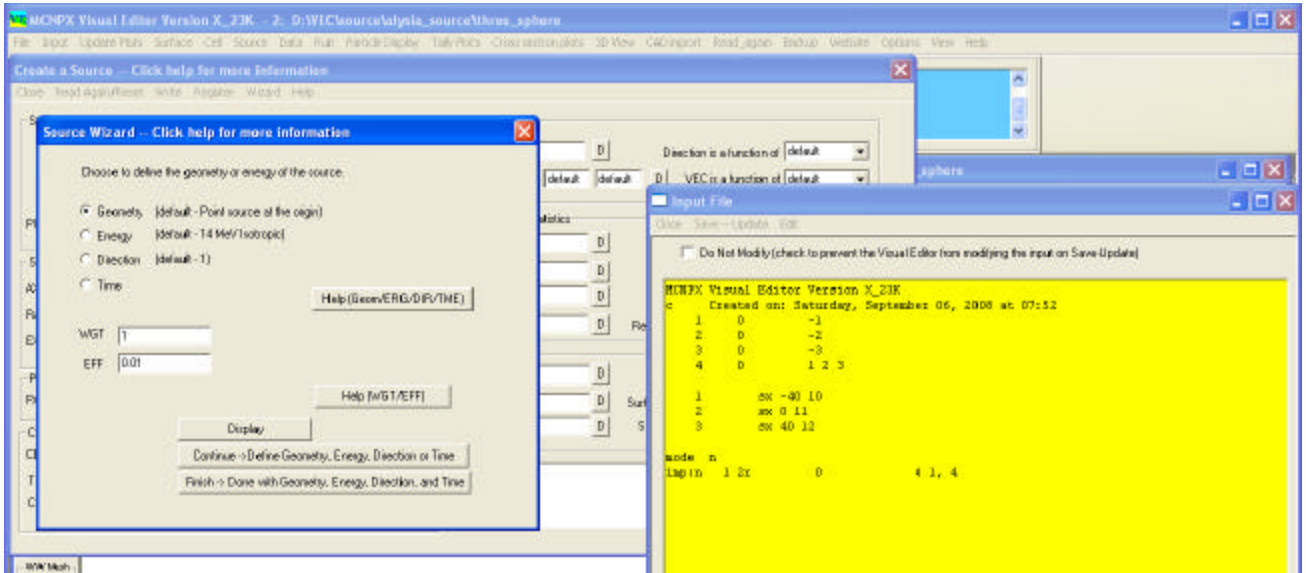 MCNPX Visual Editor Version X_23K - 2: D:\VEC\source\alysia_source\three_sphere
File Input Update Plots Surface Cell Source Data Run Particle Display Tally Plots Cross section plots 3D View CAD Import Read_again Backup Website Options View Help
Create a Source -- Click help for more information
Close Read Again/Reset Write Register Wizard Help
Source Wizard -- Click help for more information
D
Direction is a function of default
default default D VEC is a function of default
sphere
Choose to define the geometry or energy of the source.
Geometry (default - Point source at the origin)
Energy (default - 14 MeV Isotropic)
Direction (default - 1)
Time
Help (Geom/ERG/DIR/TME)
WGT 1
EFF 0.01
Help (WGT/EFF)
Display
Continue -> Define Geometry, Energy, Direction or Time
Finish -> Done with Geometry, Energy, Direction, and Time
D
D
D
D Re
D
D Surf
D S
WW Mesh
Input File
Close Save-Update Edit
Do Not Modify (check to prevent the Visual Editor from modifying the input on Save-Update)
MCNPX Visual Editor Version X_23K
c Created on: Saturday, September 06, 2008 at 07:52
1 0 -1
2 0 -2
3 0 -3
4 0 1 2 3
1 sx -40 10
2 sx 0 11
3 sx 40 12
mode n
imp:n 1 2r 0 $ 1, 4